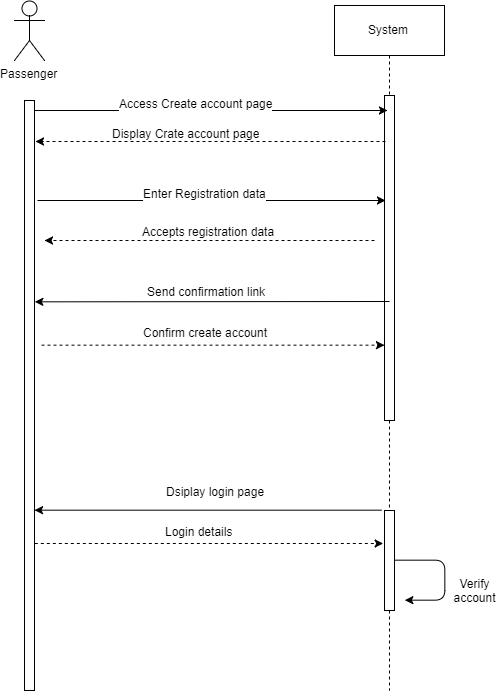 System
Passenger
Access Create account page
Display Crate account page
Enter Registration data
Accepts registration data
Send confirmation link
Confirm create account
Dsiplay login page
Login details
Verify
account